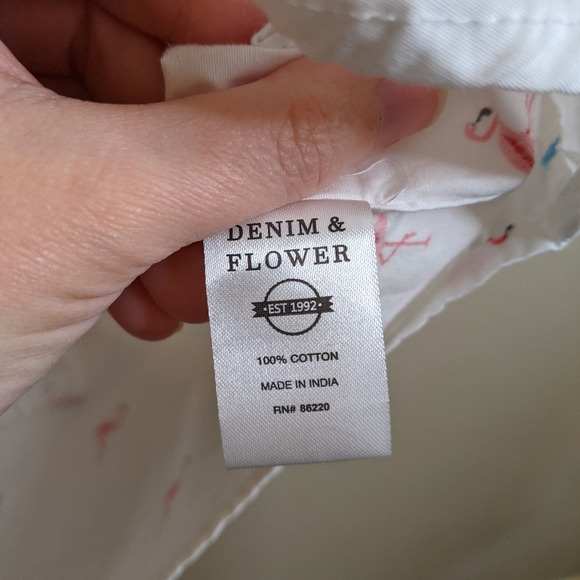 DENIM &
FLOWER
•EST 1992•
100% COTTON
MADE IN INDIA
RN# 86220